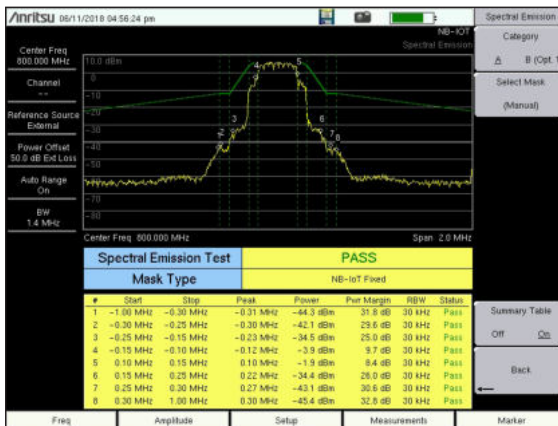 /Inritsu 06/11/2018 04:56:24 pm
Spectral Emission
NB-IOT
Spectral Emission
Category
A B (Opt. 1
Select Mask
(Manual)
Center Freq
800.000 MHz
Channel
--
Reference Source
External
Power Offset
50.0 dB Ext Loss
Auto Range
On
BW
1.4 MHz
10.0 dBm
0
-10
-20
-30
-40
-50
-60
-70
-80
2 3 4 5 6 7 8
Center Freq 800.000 MHz Span 2.0 MHz
Spectral Emission Test PASS
Mask Type NB-IoT Fixed
# Start Stop Peak Power Pwr Margin RBW Status
1 -1.00 MHz -0.30 MHz -0.31 MHz -44.3 dBm 31.8 dB 30 kHz Pass
2 -0.30 MHz -0.25 MHz -0.30 MHz -42.1 dBm 29.6 dB 30 kHz Pass
3 -0.25 MHz -0.15 MHz -0.23 MHz -34.5 dBm 25.0 dB 30 kHz Pass
4 -0.15 MHz -0.10 MHz -0.12 MHz -3.9 dBm 9.7 dB 30 kHz Pass
5 0.10 MHz 0.15 MHz 0.10 MHz -1.9 dBm 8.4 dB 30 kHz Pass
6 0.15 MHz 0.25 MHz 0.22 MHz -34.4 dBm 26.0 dB 30 kHz Pass
7 0.25 MHz 0.30 MHz 0.27 MHz -43.1 dBm 30.6 dB 30 kHz Pass
8 0.30 MHz 1.00 MHz 0.30 MHz -45.4 dBm 32.8 dB 30 kHz Pass
Summary Table
Off On
Back
Freq Amplitude Setup Measurements Marker